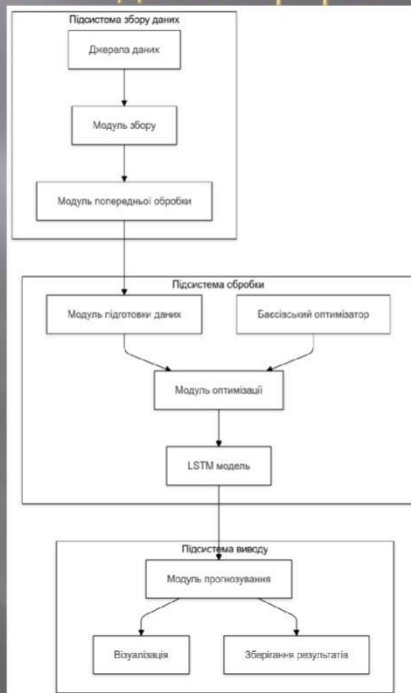 Підсистема збору даних
Джерела даних
Модуль збору
Модуль попередньої обробки
Підсистема обробки
Модуль підготовки даних
Баєсівський оптимізатор
Модуль оптимізації
LSTM модель
Підсистема виводу
Модуль прогнозування
Візуалізація
Зберігання результатів